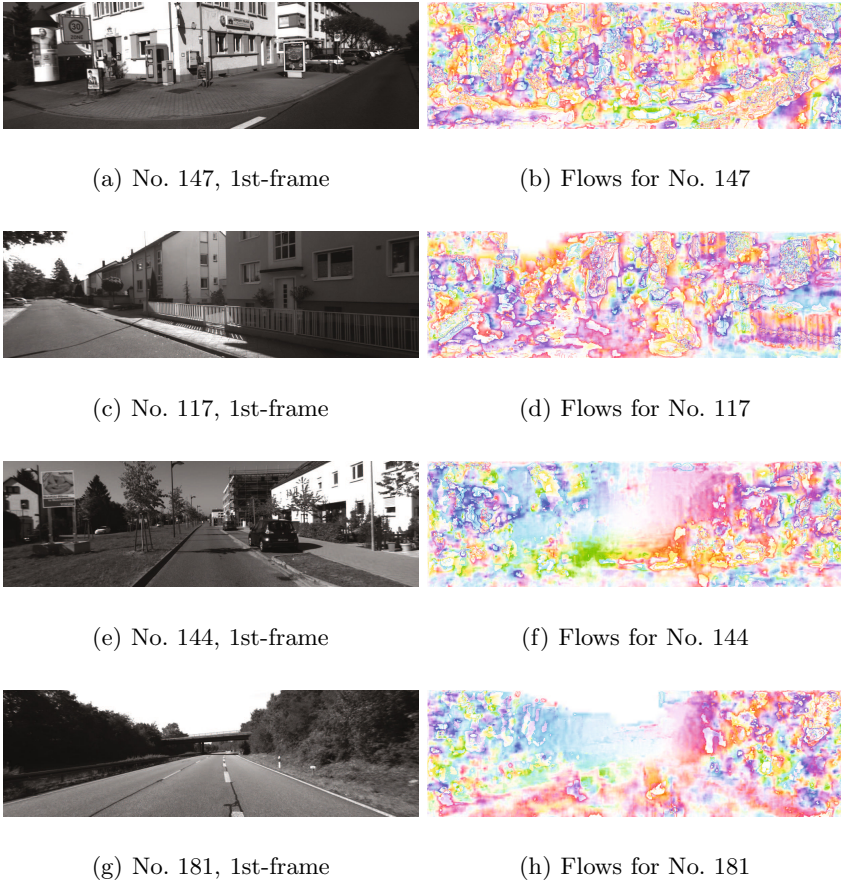 30
(a) No. 147, 1st-frame
(b) Flows for No. 147
(c) No. 117, 1st-frame
(d) Flows for No. 117
(e) No. 144, 1st-frame
(f) Flows for No. 144
(g) No. 181, 1st-frame
(h) Flows for No. 181